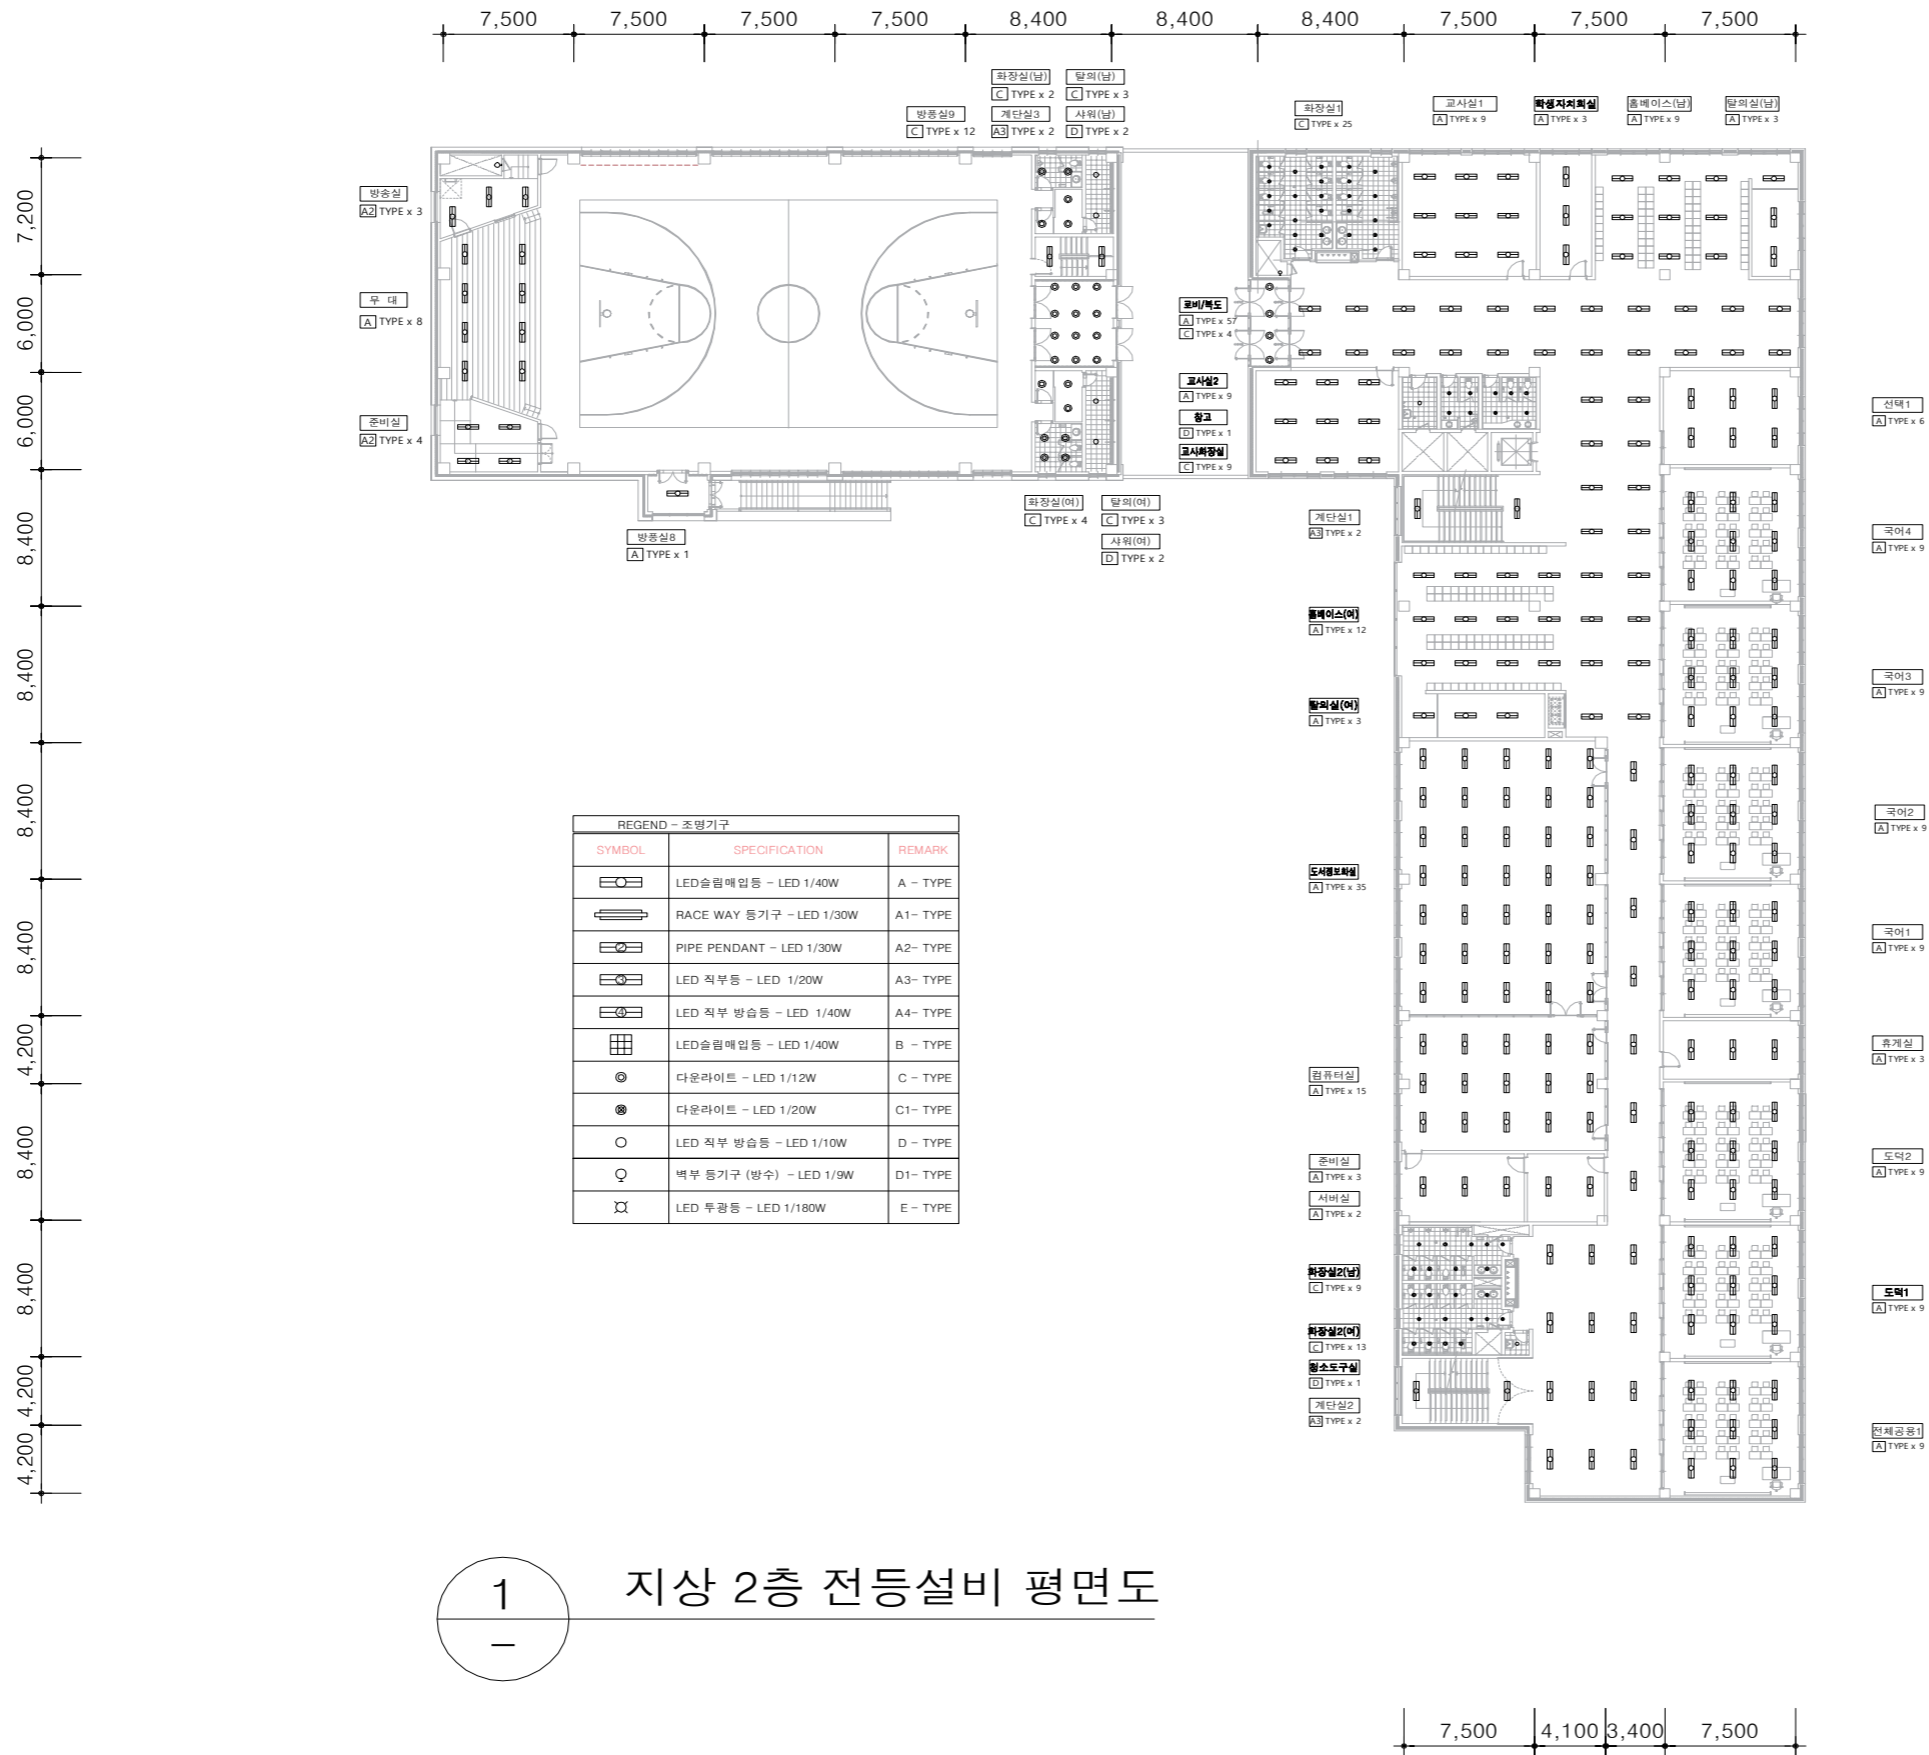 7,500 7,500 7,500 7,500 8,400 8,400 8,400 7,500 7,500 7,500
화장실(남) 탈의(남)
C TYPE x 2 C TYPE x 3
방풍실9 계단실3 샤워(남)
C TYPE x 12 A3 TYPE x 2 D TYPE x 2
화장실1
C TYPE x 25
교사실1
A TYPE x 9
학생자치회실
A TYPE x 3
홈베이스(남)
A TYPE x 9
탈의실(남)
A TYPE x 3
7,200
6,000
6,000
8,400
8,400
8,400
8,400
4,200
8,400
8,400
4,200
4,200
방송실
A2 TYPE x 3
무 대
A TYPE x 8
준비실
A2 TYPE x 4
로비/복도
A TYPE x 57
C TYPE x 4
교사실2
A TYPE x 9
창고
D TYPE x 1
교사화장실
C TYPE x 9
방풍실8
A TYPE x 1
화장실(여) 탈의(여)
C TYPE x 4 C TYPE x 3
샤워(여)
D TYPE x 2
계단실1
A3 TYPE x 2
홈베이스(여)
A TYPE x 12
탈의실(여)
A TYPE x 3
도서정보화실
A TYPE x 35
컴퓨터실
A TYPE x 15
준비실
A TYPE x 3
서버실
A TYPE x 2
화장실2(남)
C TYPE x 9
화장실2(여)
C TYPE x 13
청소도구실
D TYPE x 1
계단실2
A3 TYPE x 2
선택1
A TYPE x 6
국어4
A TYPE x 9
국어3
A TYPE x 9
국어2
A TYPE x 9
국어1
A TYPE x 9
휴게실
A TYPE x 3
도덕2
A TYPE x 9
도덕1
A TYPE x 9
전체공용1
A TYPE x 9
REGEND - 조명기구
SYMBOL SPECIFICATION REMARK
LED슬림매입등 - LED 1/40W A - TYPE
RACE WAY 등기구 - LED 1/30W A1- TYPE
② PIPE PENDANT - LED 1/30W A2- TYPE
③ LED 직부등 - LED 1/20W A3- TYPE
④ LED 직부 방습등 - LED 1/40W A4- TYPE
LED슬림매입등 - LED 1/40W B - TYPE
다운라이트 - LED 1/12W C - TYPE
다운라이트 - LED 1/20W C1- TYPE
LED 직부 방습등 - LED 1/10W D - TYPE
벽부 등기구 (방수) - LED 1/9W D1- TYPE
LED 투광등 - LED 1/180W E - TYPE
1 지상 2층 전등설비 평면도
–
7,500 4,100 3,400 7,500